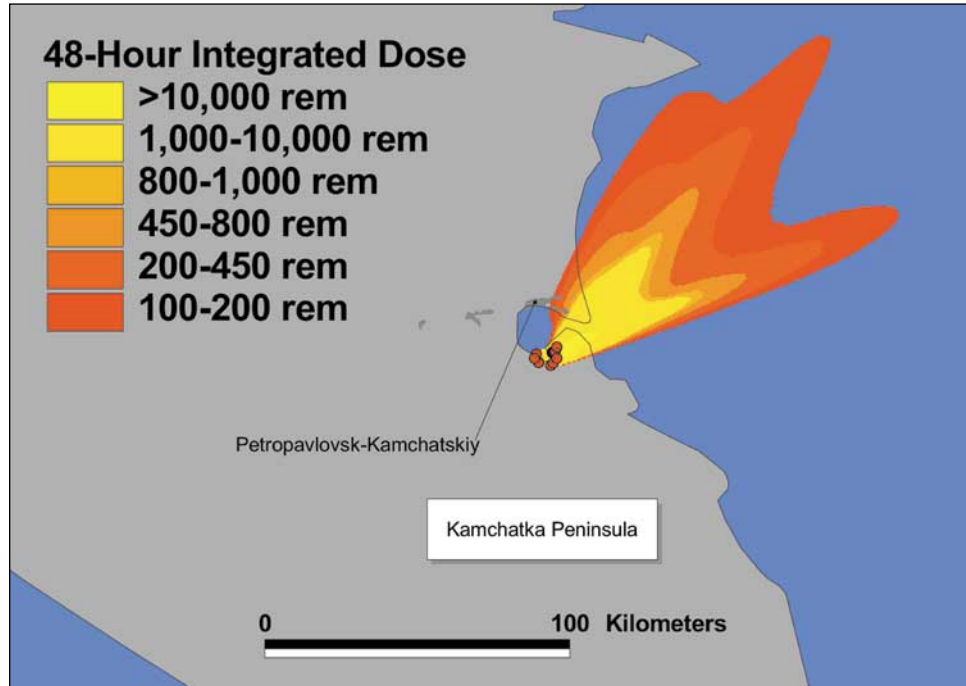 48-Hour Integrated Dose
>10,000 rem
1,000-10,000 rem
800-1,000 rem
450-800 rem
200-450 rem
100-200 rem
Petropavlovsk-Kamchatskiy
Kamchatka Peninsula
0 100 Kilometers